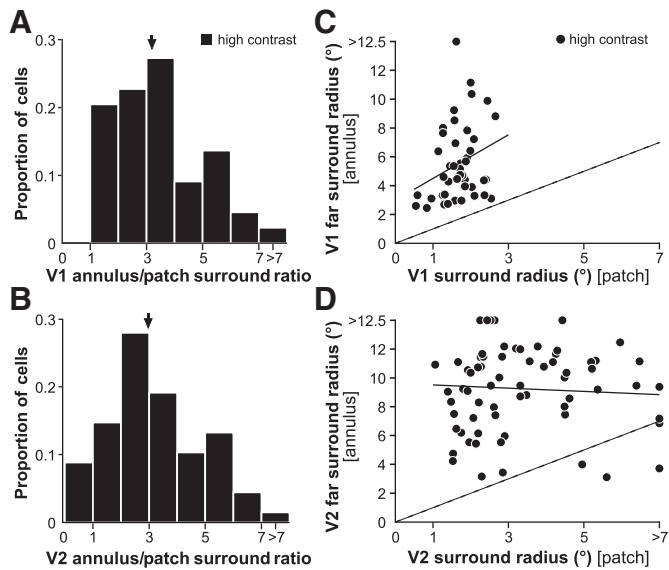 A
high contrast
0.3
0.2
0.1
0
Proportion of cells
0 1 3 5 7 >7
V1 annulus/patch surround ratio
C
high contrast
>12.5
12
10
8
6
4
2
0
V1 far surround radius (°)
[annulus]
0 1 3 5 7
V1 surround radius (°) [patch]
B
0.3
0.2
0.1
0
Proportion of cells
0 1 3 5 7 >7
V2 annulus/patch surround ratio
D
>12.5
12
10
8
6
4
2
0
V2 far surround radius (°)
[annulus]
0 1 3 5 >7
V2 surround radius (°) [patch]